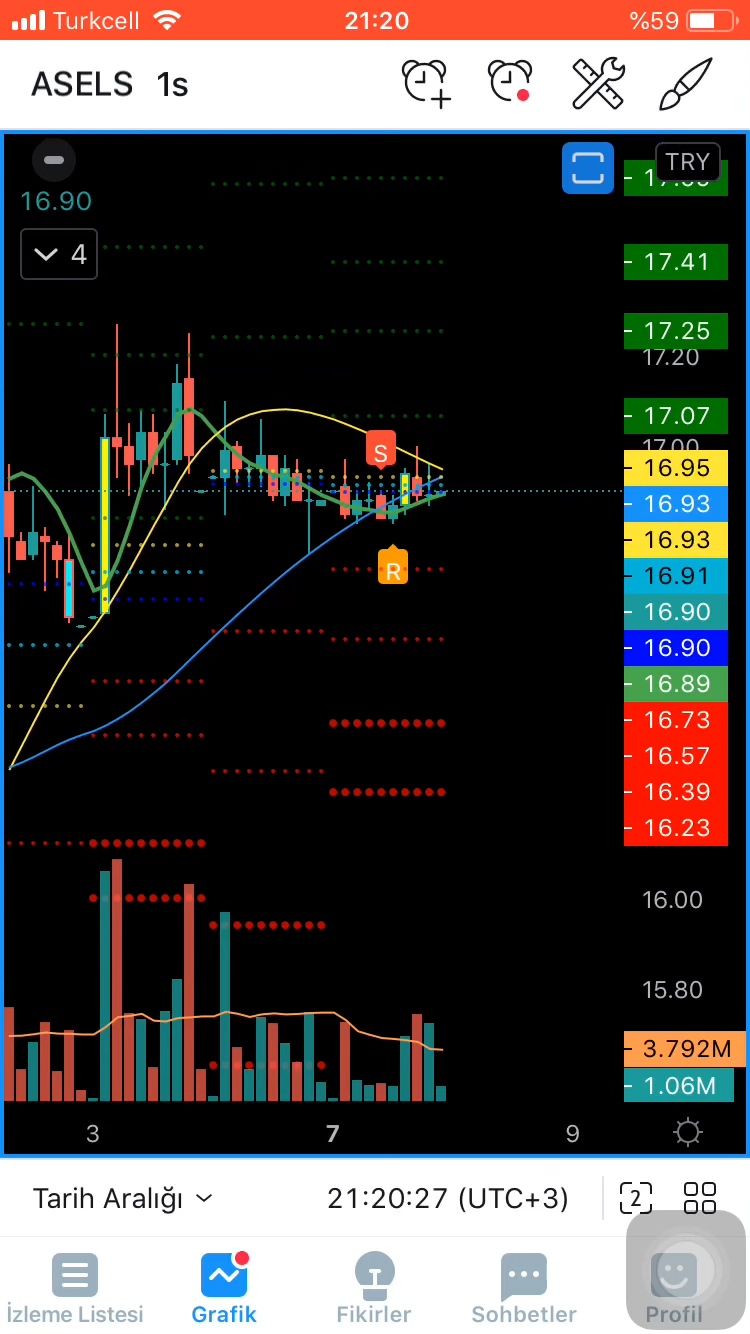 Turkcell 21:20 %59
ASELS 1s
TRY
16.90
4
17.41
17.25
17.20
17.07
17.00
S
16.95
16.93
16.93
16.91
16.90
16.90
R
16.89
16.73
16.57
16.39
16.23
16.00
15.80
3.792M
1.06M
3 7 9
Tarih Aralığı 21:20:27 (UTC+3) 2
İzleme Listesi Grafik Fikirler Sohbetler Profil